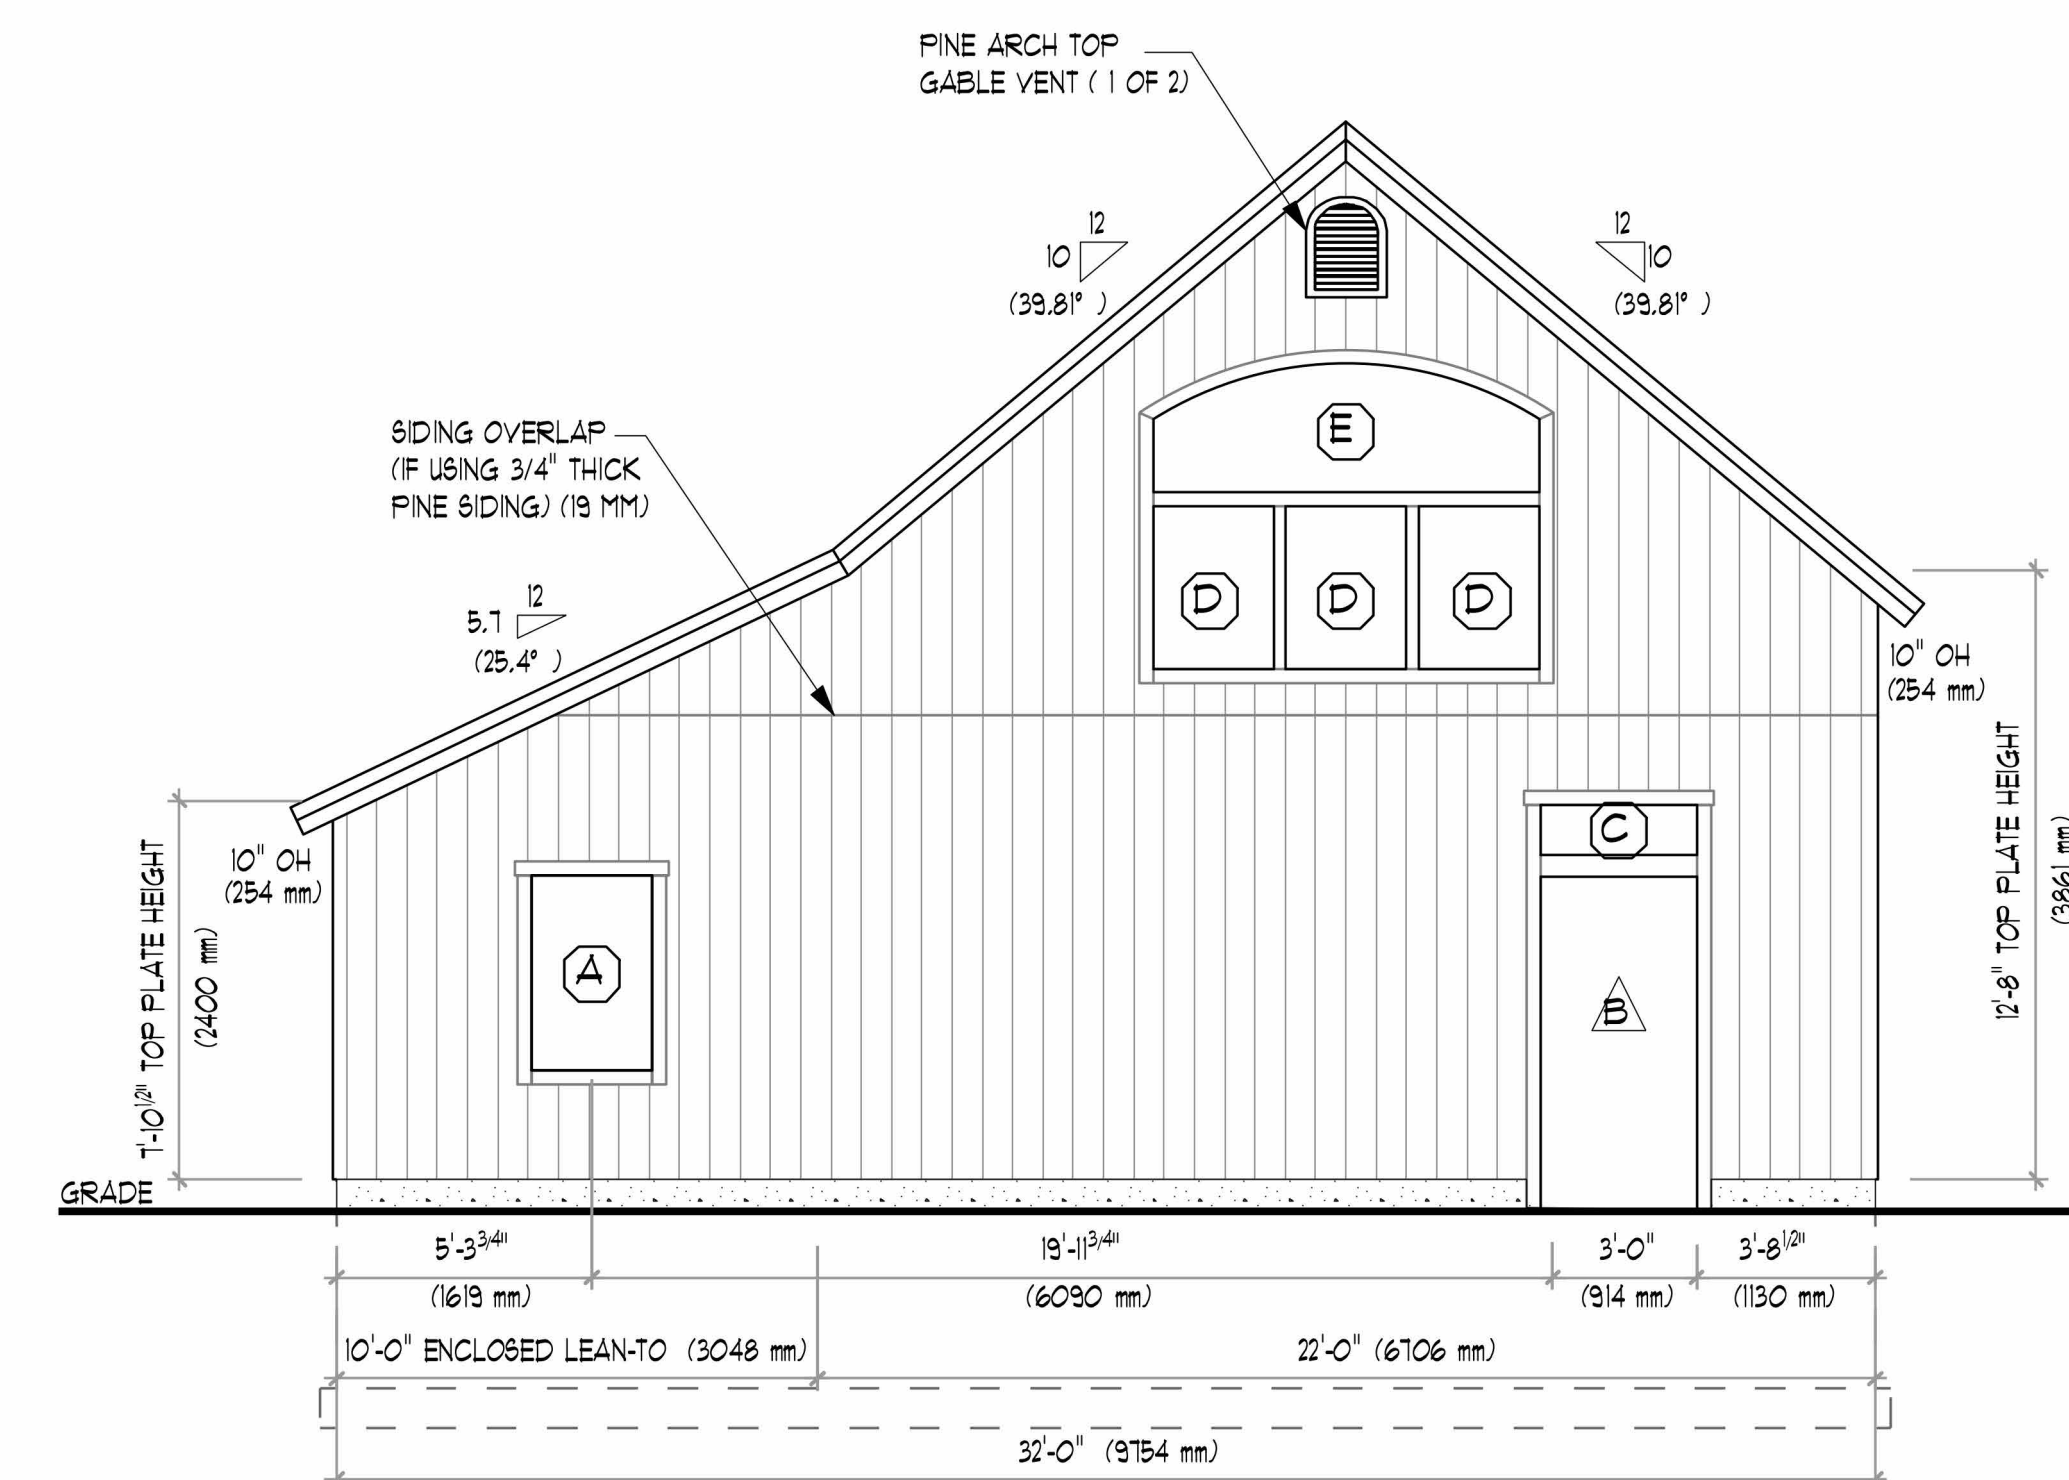 PINE ARCH TOP
GABLE VENT ( 1 OF 2)
12
10
(39.81° )
12
10
(39.81° )
SIDING OVERLAP
(IF USING 3/4" THICK
PINE SIDING) (19 MM)
E
12
5.7
(25.4° )
D
D
D
10" OH
(254 mm)
10" OH
(254 mm)
7'-10 1/2" TOP PLATE HEIGHT
(2400 mm)
12'-8" TOP PLATE HEIGHT
(3861 mm)
C
A
B
GRADE
5'-3 3/4"
19'-11 3/4"
3'-0"
3'-8 1/2"
(1619 mm)
(6090 mm)
(914 mm)
(1130 mm)
10'-0" ENCLOSED LEAN-TO (3048 mm)
22'-0" (6706 mm)
32'-0" (9754 mm)